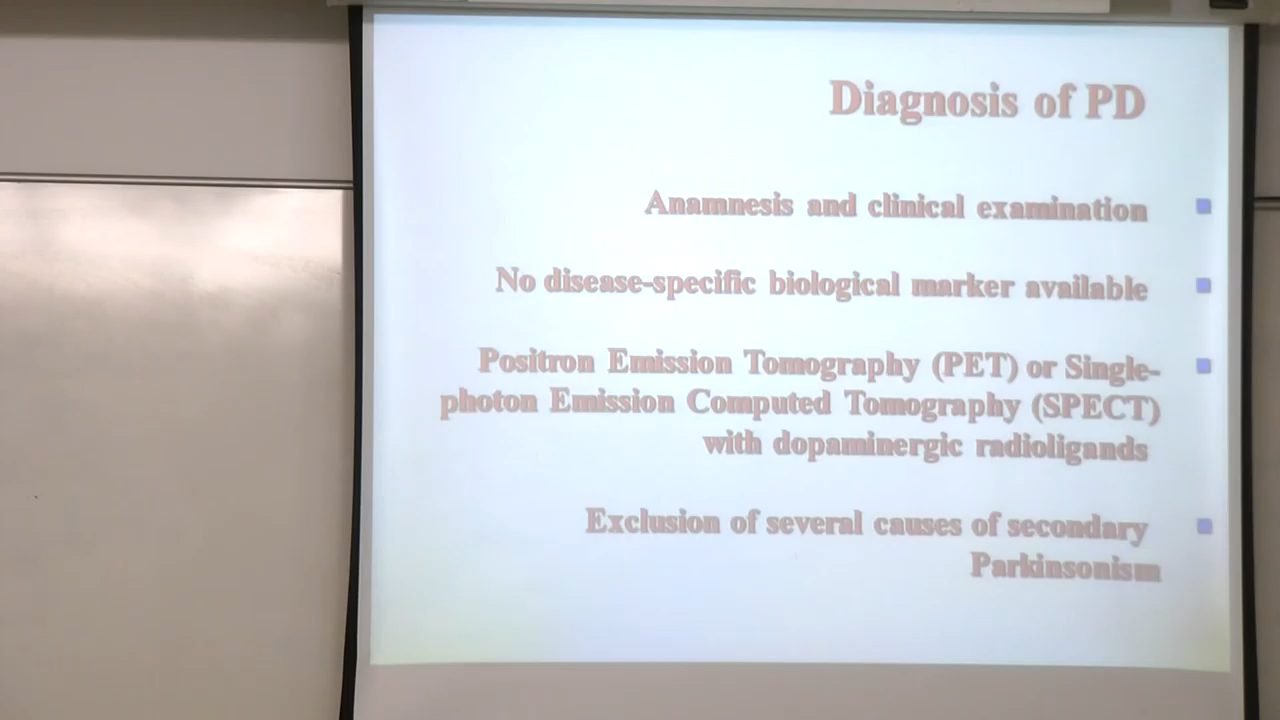 Diagnosis of PD
Anamnesis and clinical examination
No disease-specific biological marker available
Positron Emission Tomography (PET) or Single-
photon Emission Computed Tomography (SPECT)
with dopaminergic radioligands
Exclusion of several causes of secondary
Parkinsonism